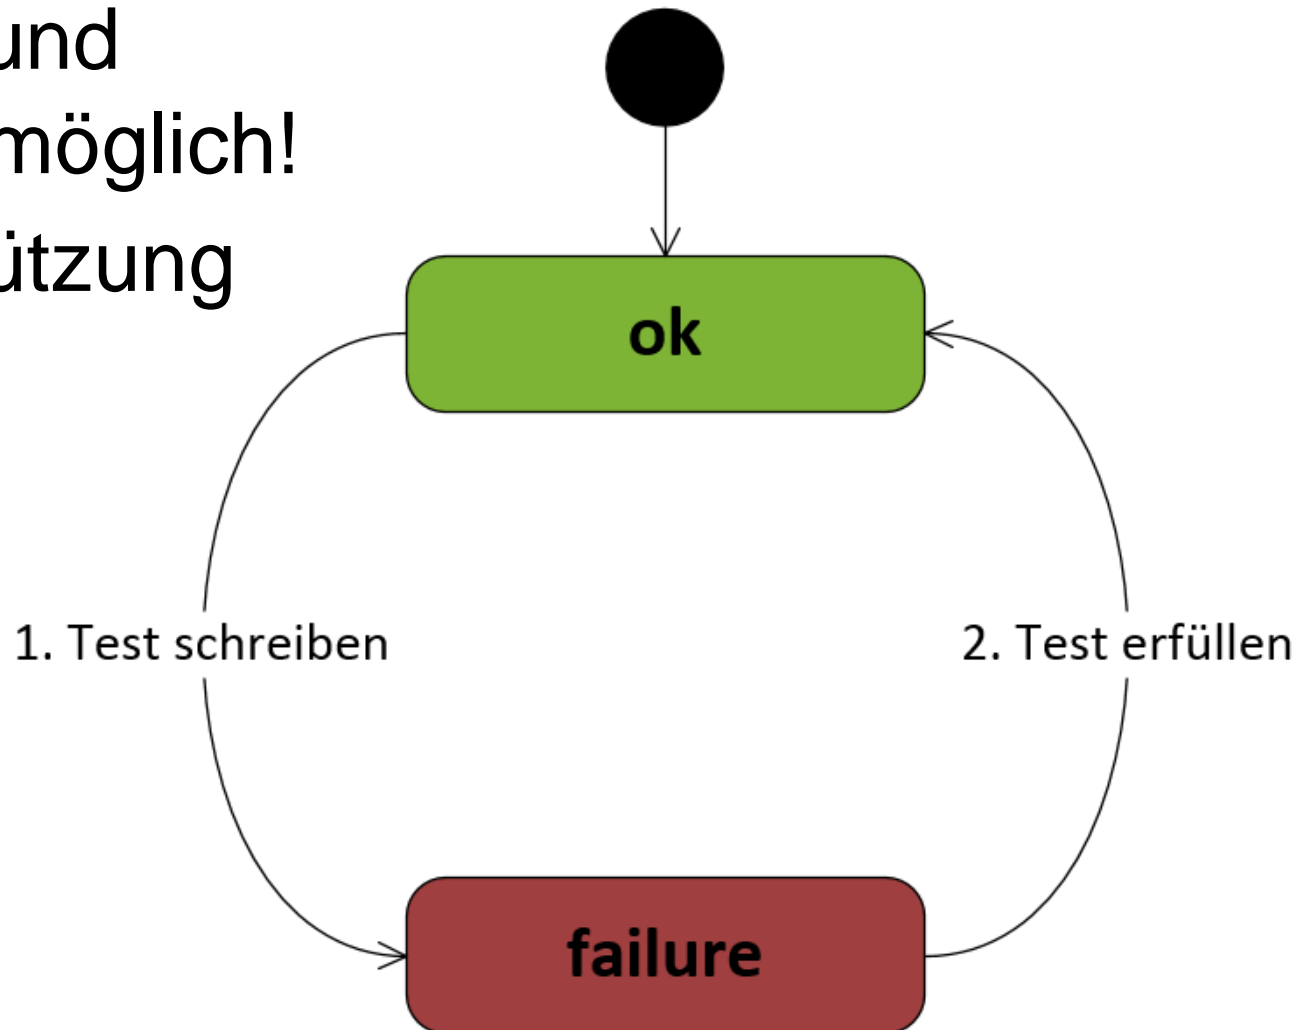 und
möglich!
ützung
ok
1. Test schreiben
2. Test erfüllen
failure